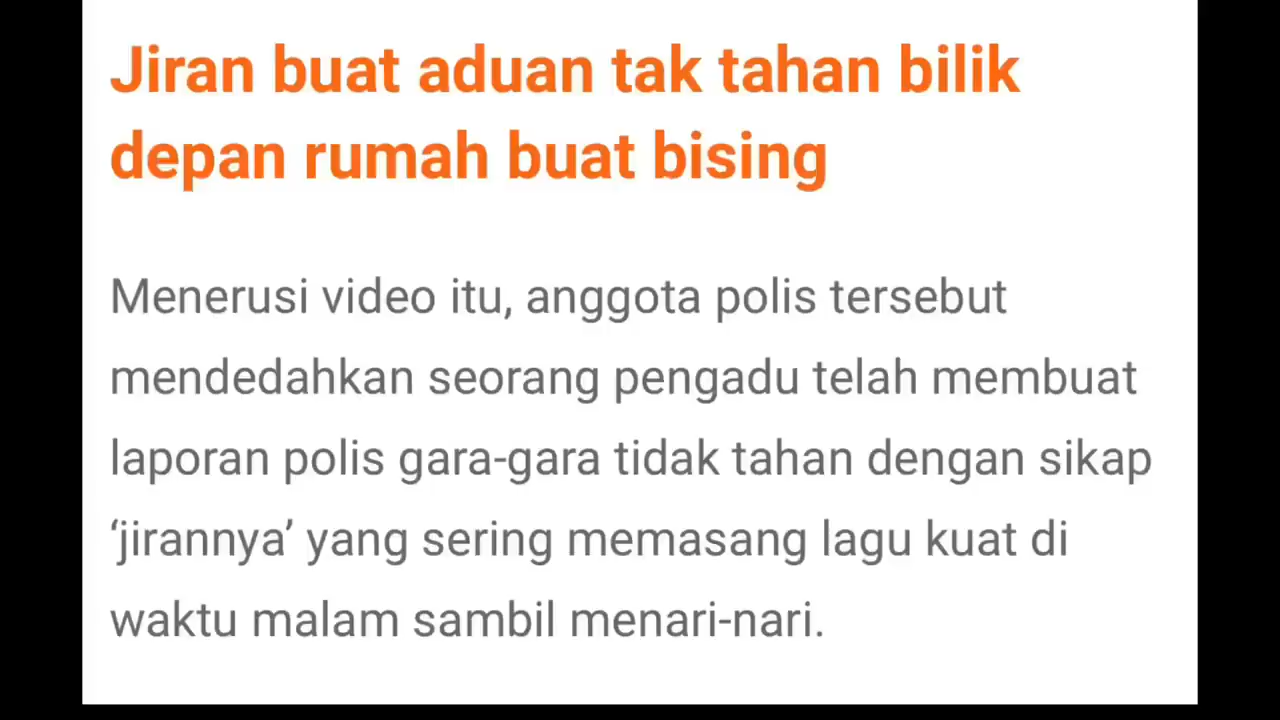 Jiran buat aduan tak tahan bilik
depan rumah buat bising
Menerusi video itu, anggota polis tersebut
mendedahkan seorang pengadu telah membuat
laporan polis gara-gara tidak tahan dengan sikap
‘jirannya’ yang sering memasang lagu kuat di
waktu malam sambil menari-nari.